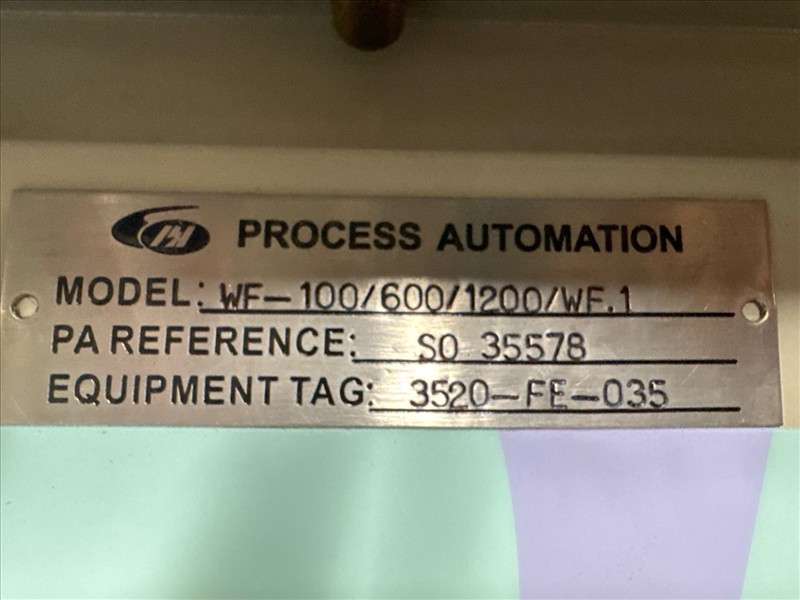 PROCESS AUTOMATION
MODEL: WF-100/600/1200/WF.1
PA REFERENCE: SO 35578
EQUIPMENT TAG: 3520-FE-035